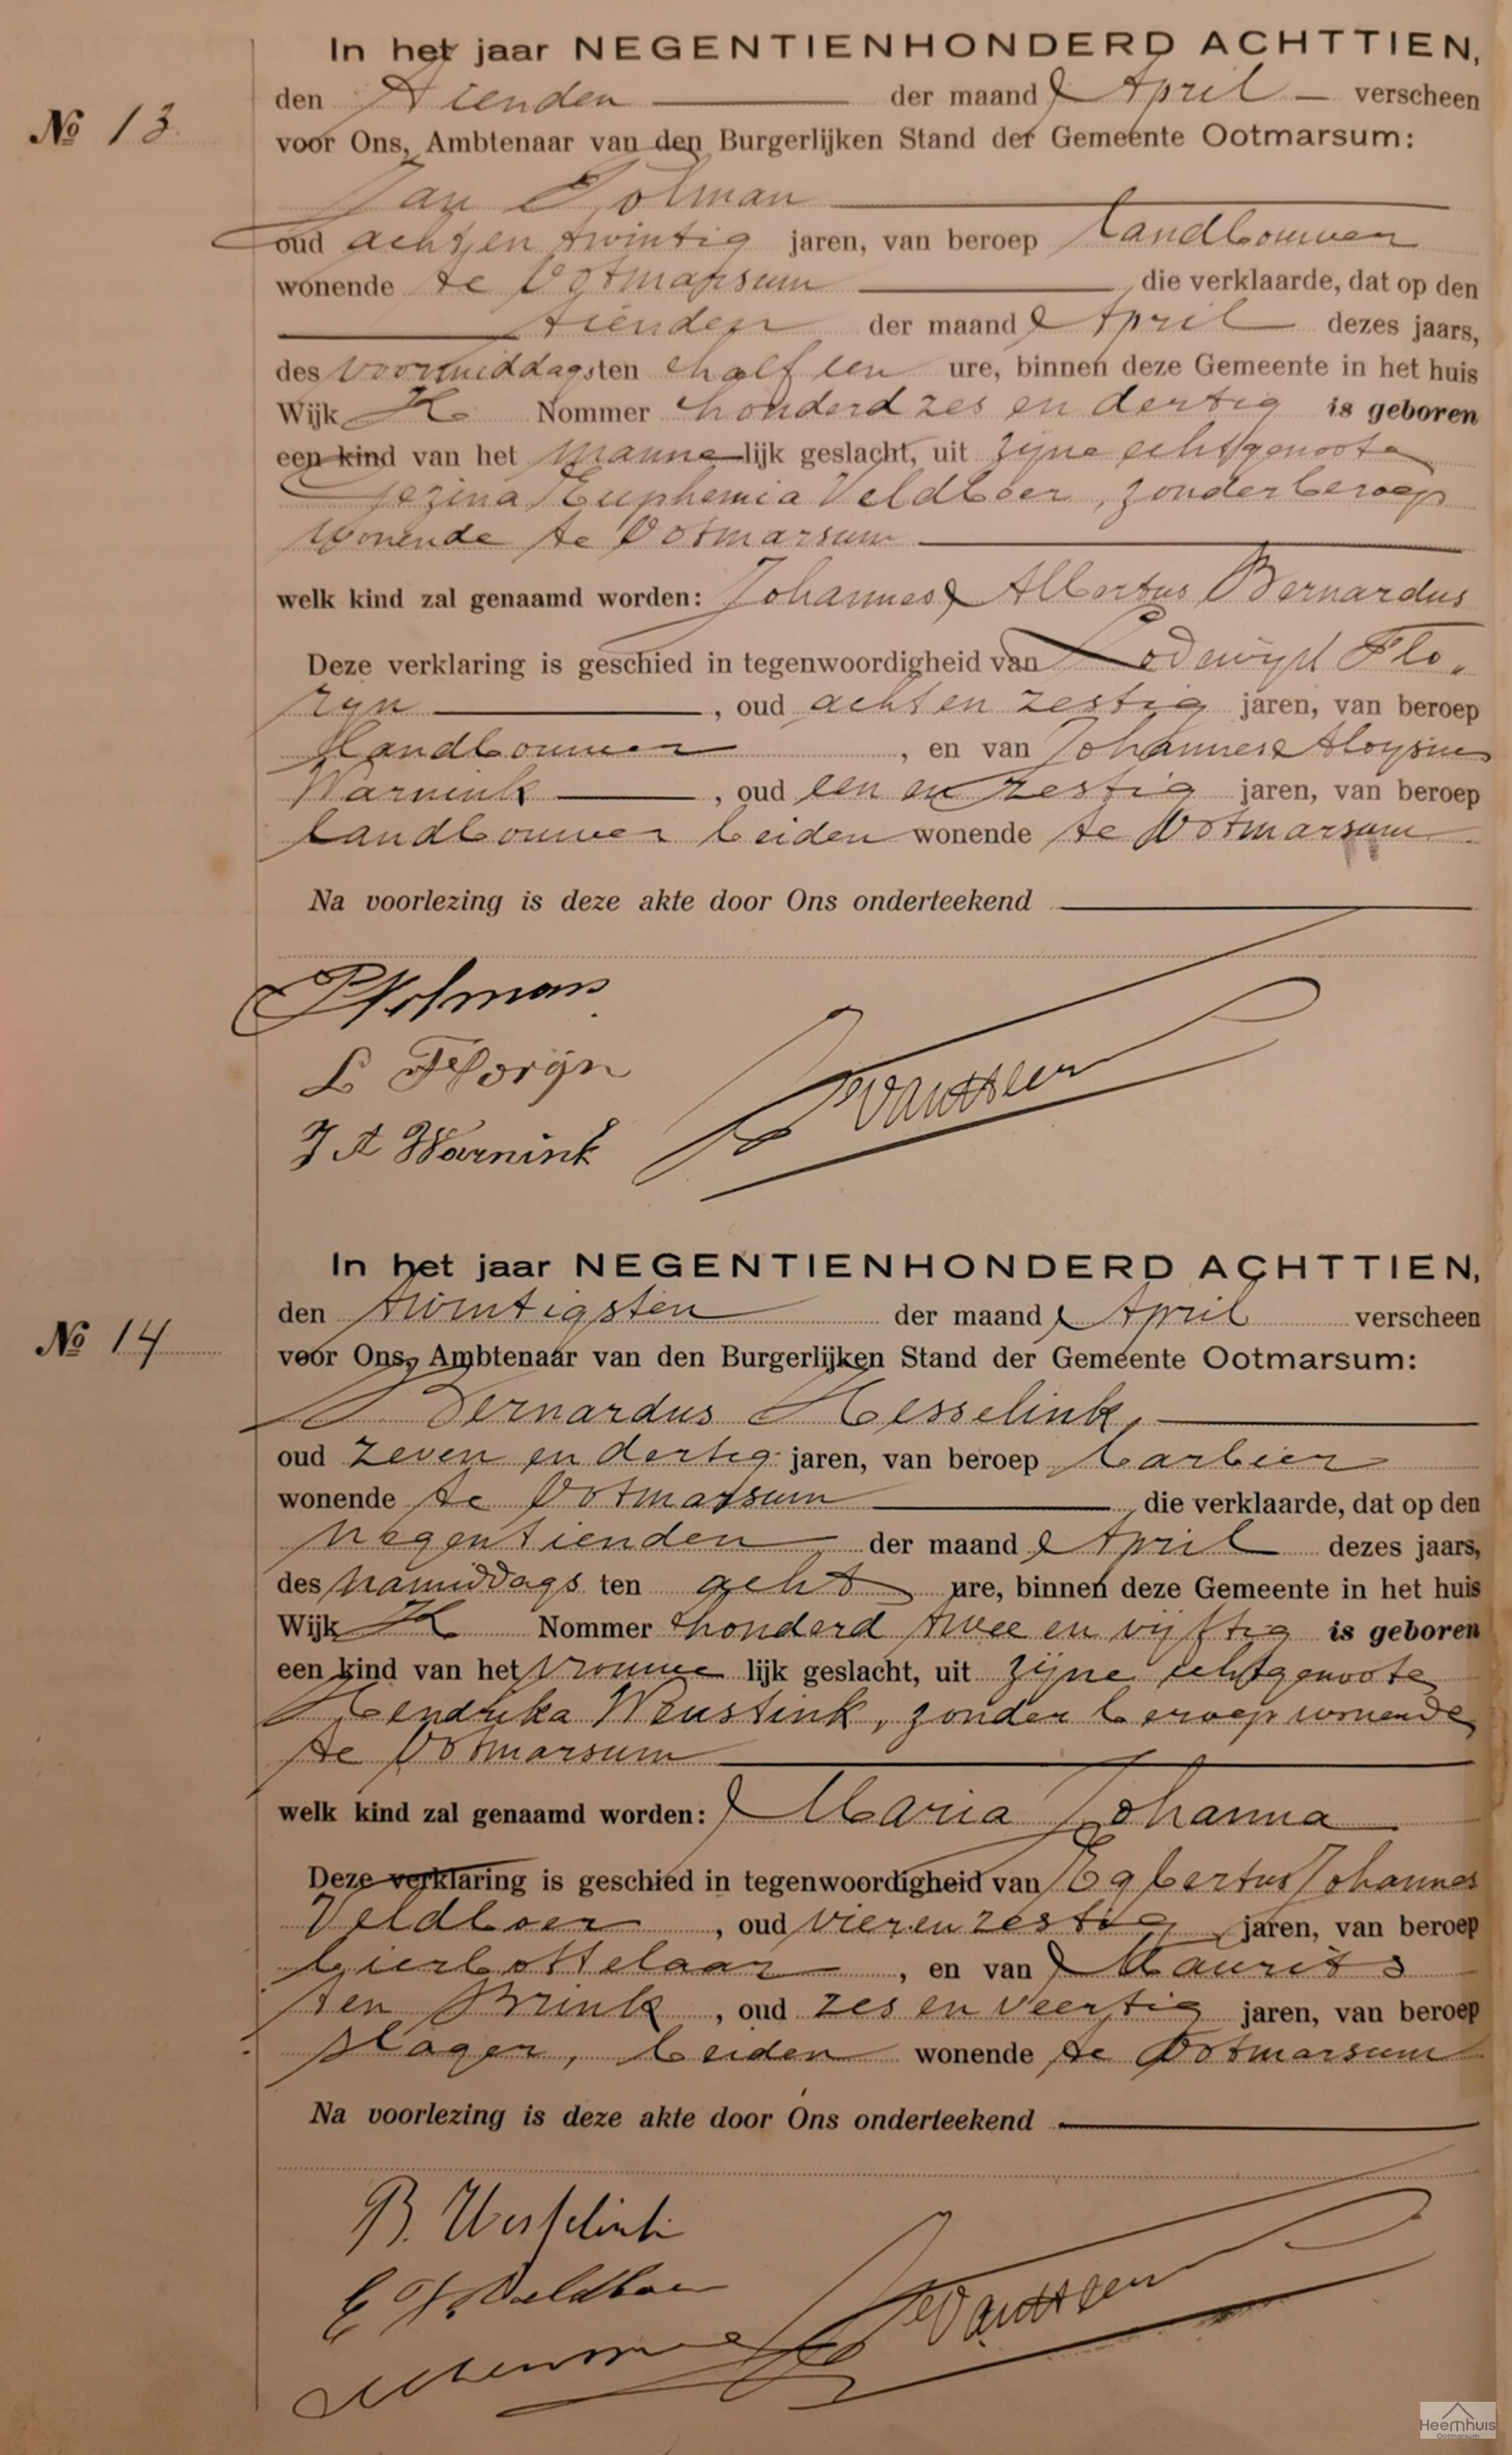 In het jaar NEGENTIENHONDERD ACHTTIEN,
den tienden der maand April verscheen
No 13
voor Ons, Ambtenaar van den Burgerlijken Stand der Gemeente Ootmarsum:
Jan Tolman
oud acht en twintig jaren, van beroep landbouwer
wonende te Ootmarsum die verklaarde, dat op den
tienden der maand April dezes jaars,
des voormiddags ten half een ure, binnen deze Gemeente in het huis
Wijk K Nommer honderd zes en dertig is geboren
een kind van het manne lijk geslacht, uit zijne echtgenoote
Gezina Euphemia Veldboer, zonder beroep
wonende te Ootmarsum
welk kind zal genaamd worden: Johannes Albertus Bernardus
Deze verklaring is geschied in tegenwoordigheid van Lodewijk Flo„
rijn, oud acht en zestig jaren, van beroep
landbouwer, en van Johannes Aloysius
Warnink, oud een en zestig jaren, van beroep
landbouwer beiden wonende te Ootmarsum
Na voorlezing is deze akte door Ons onderteekend
L Florijn
J A Warnink
In het jaar NEGENTIENHONDERD ACHTTIEN,
den twintigsten der maand April verscheen
No 14
voor Ons, Ambtenaar van den Burgerlijken Stand der Gemeente Ootmarsum:
Bernardus Hesselink,
oud zeven en dertig jaren, van beroep barbier
wonende te Ootmarsum, die verklaarde, dat op den
negentienden der maand April dezes jaars,
des namiddags ten acht ure, binnen deze Gemeente in het huis
Wijk K Nommer honderd twee en vijftig is geboren
een kind van het vrouwe lijk geslacht, uit zijne echtgenoote
Hendrika Weustink, zonder beroep wonende
te Ootmarsum
welk kind zal genaamd worden: Maria Johanna
Deze verklaring is geschied in tegenwoordigheid van Egbertus Johannes
Veldboer, oud vier en zestig jaren, van beroep
bierbottelaar, en van Maurits
ten Brink, oud zes en veertig jaren, van beroep
slager, beiden wonende te Ootmarsum
Na voorlezing is deze akte door Ons onderteekend
E J Veldboer
Heemhuis
Ootmarsum